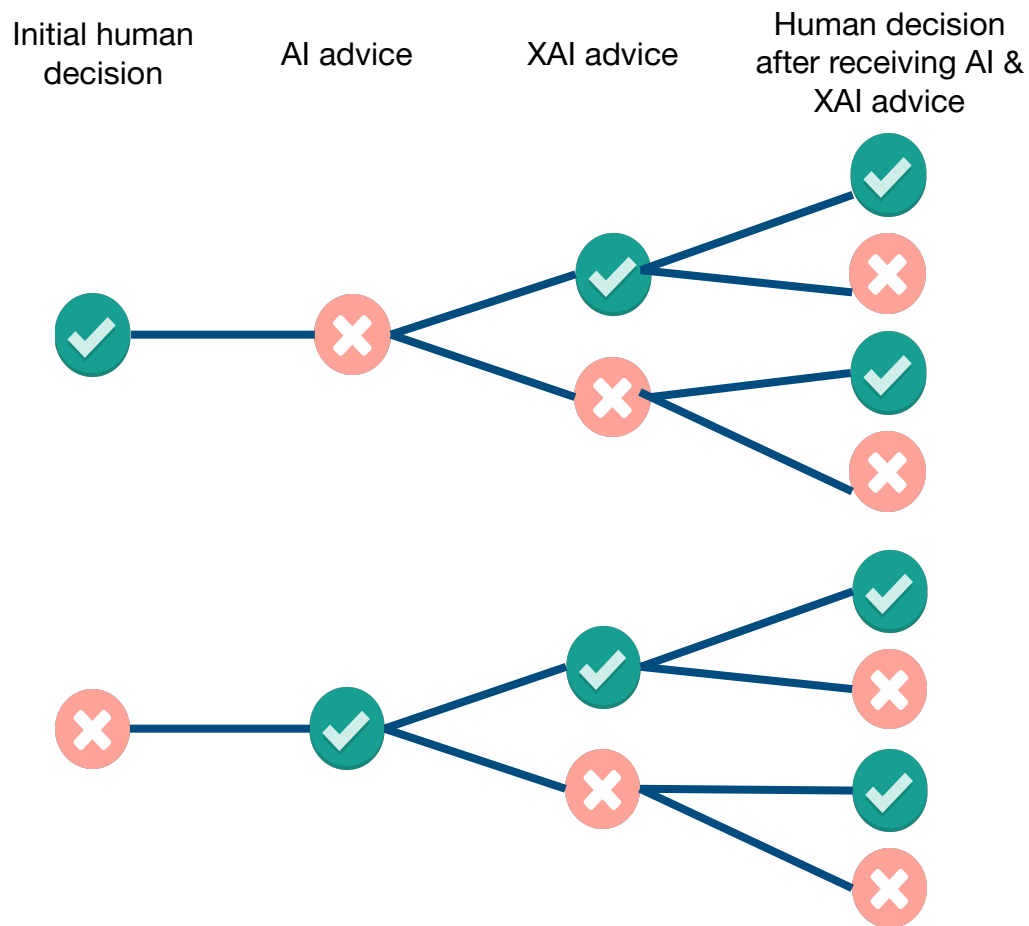 Initial human
decision
AI advice
XAI advice
Human decision
after receiving AI &
XAI advice